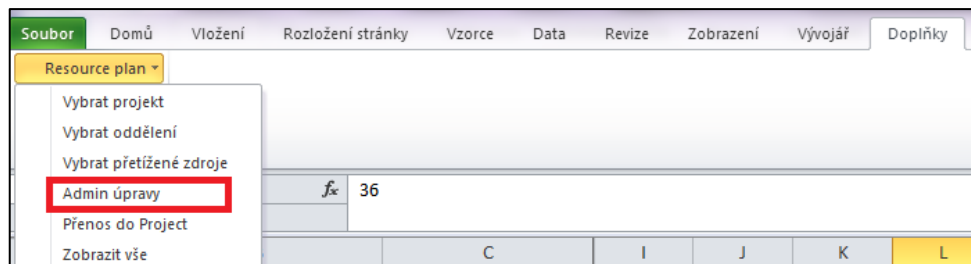 Soubor Domů Vložení Rozložení stránky Vzorce Data Revize Zobrazení Vývojář Doplňky
Resource plan
Vybrat projekt
Vybrat oddělení
Vybrat přetížené zdroje
Admin úpravy fx 36
Přenos do Project
Zobrazit vše C I J K L